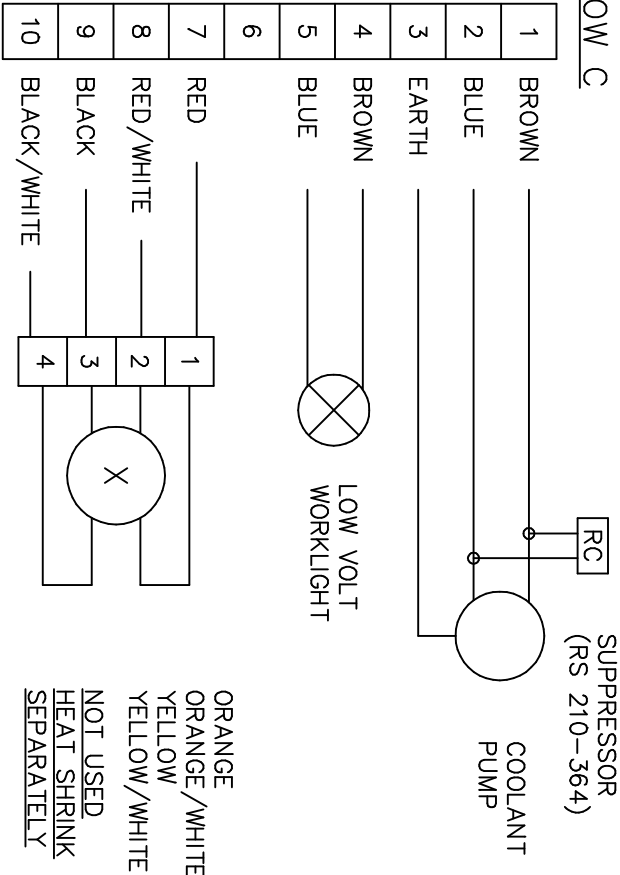 OW C
1 BROWN
2 BLUE
3 EARTH
4 BROWN
5 BLUE
6
7 RED
8 RED/WHITE
9 BLACK
10 BLACK/WHITE
RC
SUPPRESSOR
(RS 210-364)
COOLANT
PUMP
LOW VOLT
WORKLIGHT
1
2
3
4
X
ORANGE
ORANGE/WHITE
YELLOW
YELLOW/WHITE
NOT USED
HEAT SHRINK
SEPARATELY